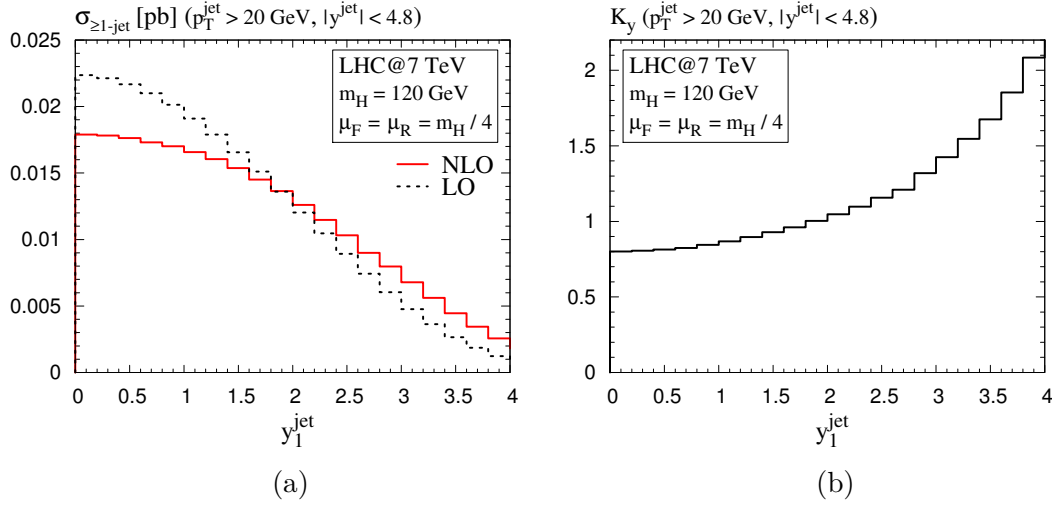 σ≥1-jet [pb] (p_T^jet > 20 GeV, |y^jet| < 4.8)
0.025
0.02
0.015
0.01
0.005
0
LHC@7 TeV
m_H = 120 GeV
μ_F = μ_R = m_H / 4
NLO
LO
0 0.5 1 1.5 2 2.5 3 3.5 4
y_1^jet
(a)
K_y (p_T^jet > 20 GeV, |y^jet| < 4.8)
2
1.5
1
0.5
0
LHC@7 TeV
m_H = 120 GeV
μ_F = μ_R = m_H / 4
0 0.5 1 1.5 2 2.5 3 3.5 4
y_1^jet
(b)